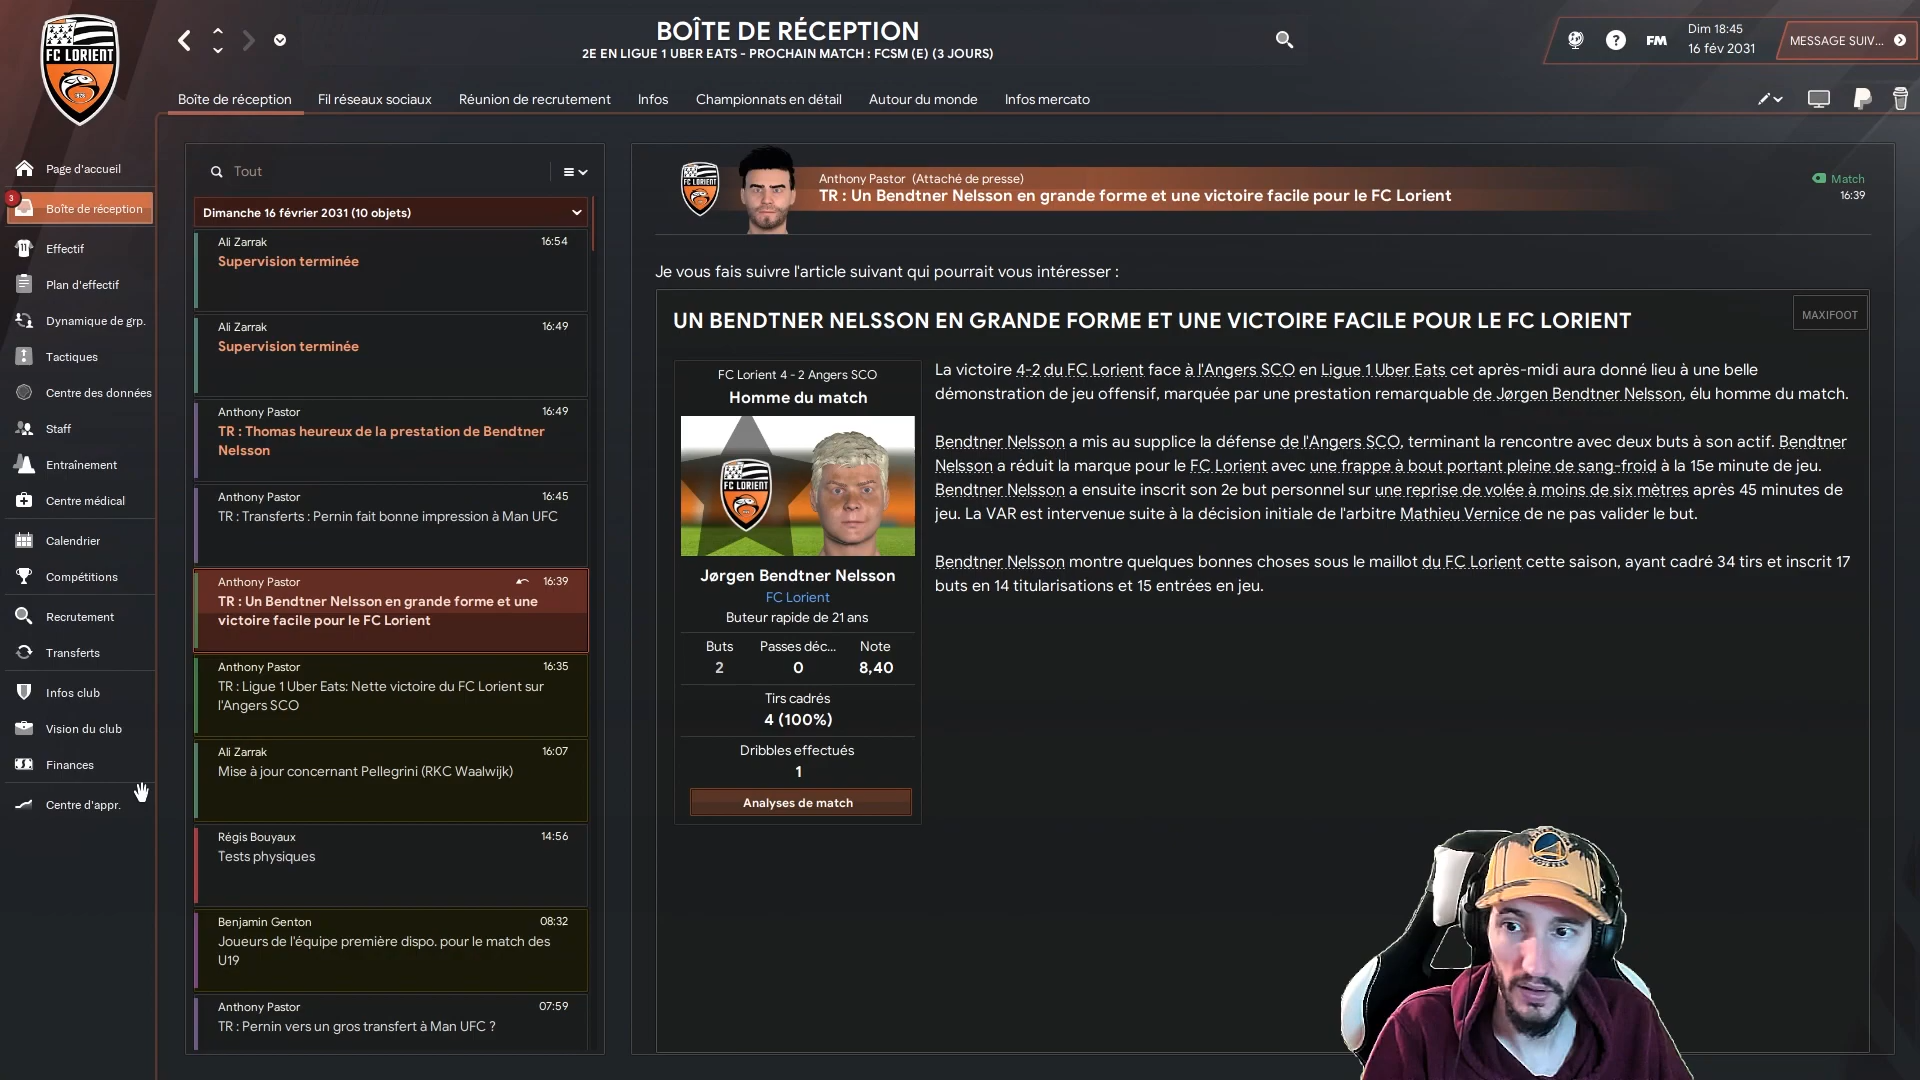 FC LORIENT
BOÎTE DE RÉCEPTION
2E EN LIGUE 1 UBER EATS - PROCHAIN MATCH : FCSM (E) (3 JOURS)
?
FM
Dim 18:45
16 fév 2031
MESSAGE SUIV...
Boîte de réception
Fil réseaux sociaux
Réunion de recrutement
Infos
Championnats en détail
Autour du monde
Infos mercato
Page d'accueil
3
Boîte de réception
Effectif
Plan d'effectif
Dynamique de grp.
Tactiques
Centre des données
Staff
Entraînement
Centre médical
Calendrier
Compétitions
Recrutement
Transferts
Infos club
Vision du club
Finances
Centre d'appr.
Tout
Dimanche 16 février 2031 (10 objets)
Ali Zarrak 16:54
Supervision terminée
Ali Zarrak 16:49
Supervision terminée
Anthony Pastor 16:49
TR : Thomas heureux de la prestation de Bendtner
Nelsson
Anthony Pastor 16:45
TR : Transferts : Pernin fait bonne impression à Man UFC
Anthony Pastor 16:39
TR : Un Bendtner Nelsson en grande forme et une
victoire facile pour le FC Lorient
Anthony Pastor 16:35
TR : Ligue 1 Uber Eats: Nette victoire du FC Lorient sur
l'Angers SCO
Ali Zarrak 16:07
Mise à jour concernant Pellegrini (RKC Waalwijk)
Régis Bouyaux 14:56
Tests physiques
Benjamin Genton 08:32
Joueurs de l'équipe première dispo. pour le match des
U19
Anthony Pastor 07:59
TR : Pernin vers un gros transfert à Man UFC ?
FC LORIENT
Anthony Pastor (Attaché de presse)
TR : Un Bendtner Nelsson en grande forme et une victoire facile pour le FC Lorient
Match
16:39
Je vous fais suivre l'article suivant qui pourrait vous intéresser :
UN BENDTNER NELSSON EN GRANDE FORME ET UNE VICTOIRE FACILE POUR LE FC LORIENT
MAXIFOOT
FC Lorient 4 - 2 Angers SCO
Homme du match
FC LORIENT
Jørgen Bendtner Nelsson
FC Lorient
Buteur rapide de 21 ans
Buts Passes déc... Note
2 0 8,40
Tirs cadrés
4 (100%)
Dribbles effectués
1
Analyses de match
La victoire 4-2 du FC Lorient face à l'Angers SCO en Ligue 1 Uber Eats cet après-midi aura donné lieu à une belle
démonstration de jeu offensif, marquée par une prestation remarquable de Jørgen Bendtner Nelsson, élu homme du match.
Bendtner Nelsson a mis au supplice la défense de l'Angers SCO, terminant la rencontre avec deux buts à son actif. Bendtner
Nelsson a réduit la marque pour le FC Lorient avec une frappe à bout portant pleine de sang-froid à la 15e minute de jeu.
Bendtner Nelsson a ensuite inscrit son 2e but personnel sur une reprise de volée à moins de six mètres après 45 minutes de
jeu. La VAR est intervenue suite à la décision initiale de l'arbitre Mathieu Vernice de ne pas valider le but.
Bendtner Nelsson montre quelques bonnes choses sous le maillot du FC Lorient cette saison, ayant cadré 34 tirs et inscrit 17
buts en 14 titularisations et 15 entrées en jeu.